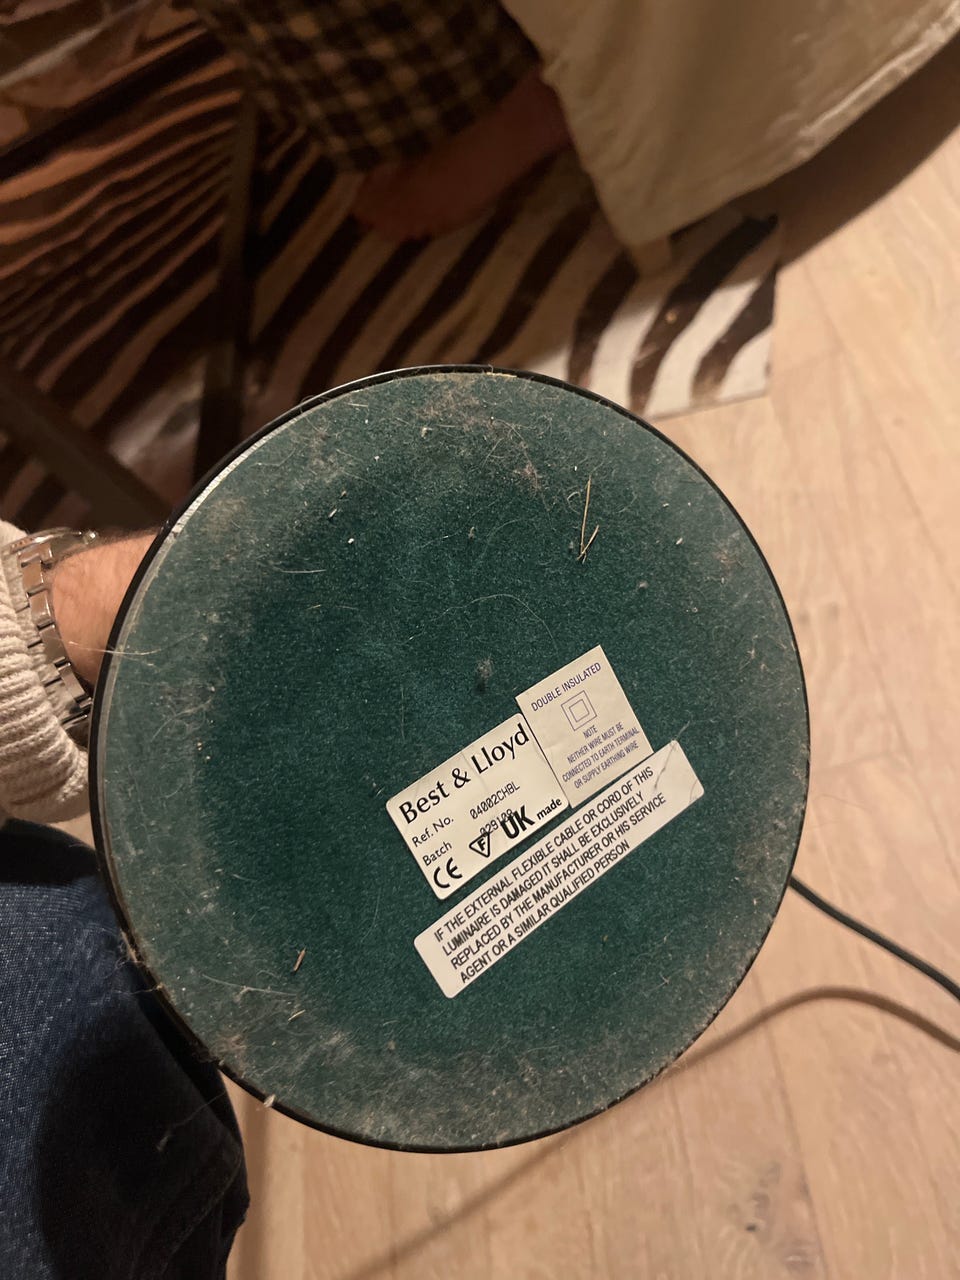 Best & Lloyd
Ref. No. 04002CHBL
Batch
CE F UK made
DOUBLE INSULATED
NOTE
NEITHER WIRE MUST BE
CONNECTED TO EARTH TERMINAL
OR SUPPLY EARTHING WIRE
IF THE EXTERNAL FLEXIBLE CABLE OR CORD OF THIS
LUMINAIRE IS DAMAGED IT SHALL BE EXCLUSIVELY
REPLACED BY THE MANUFACTURER OR HIS SERVICE
AGENT OR A SIMILAR QUALIFIED PERSON